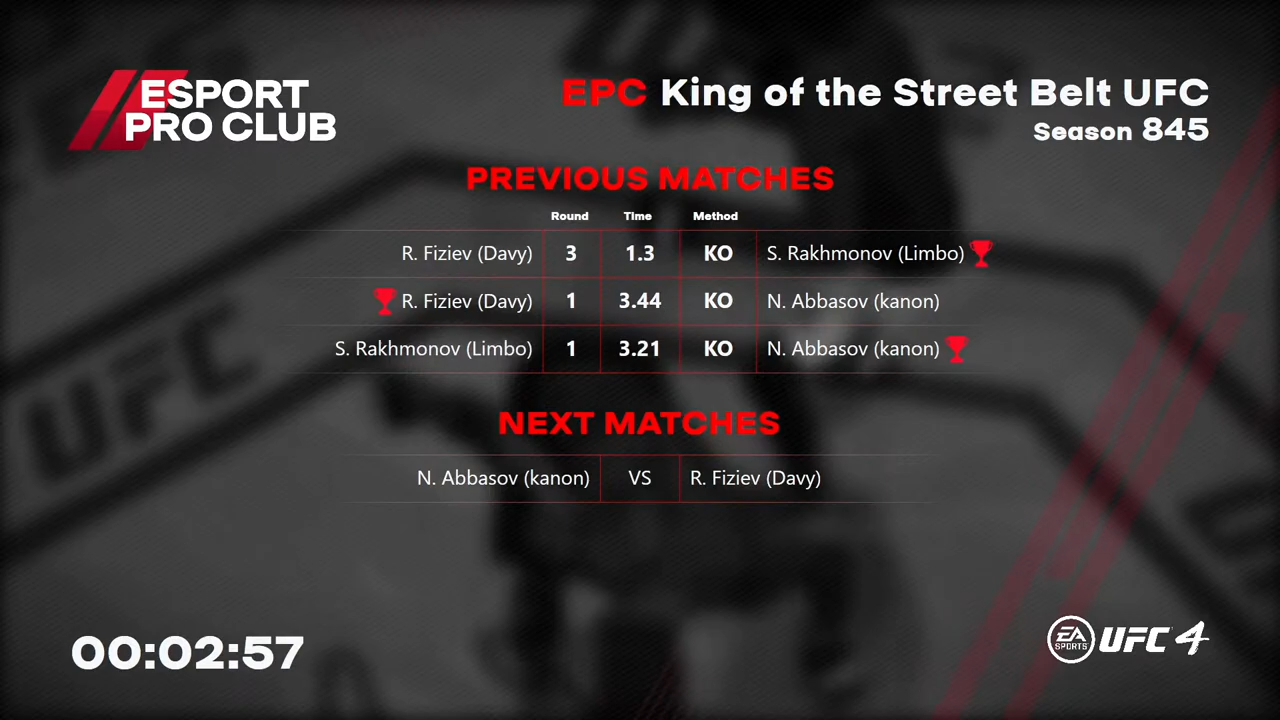 ESPORT
PRO CLUB
EPC King of the Street Belt UFC
Season 845
PREVIOUS MATCHES
Round Time Method
R. Fiziev (Davy) 3 1.3 KO S. Rakhmonov (Limbo)
R. Fiziev (Davy) 1 3.44 KO N. Abbasov (kanon)
S. Rakhmonov (Limbo) 1 3.21 KO N. Abbasov (kanon)
NEXT MATCHES
N. Abbasov (kanon) VS R. Fiziev (Davy)
UFC
00:02:57
EA SPORTS UFC 4